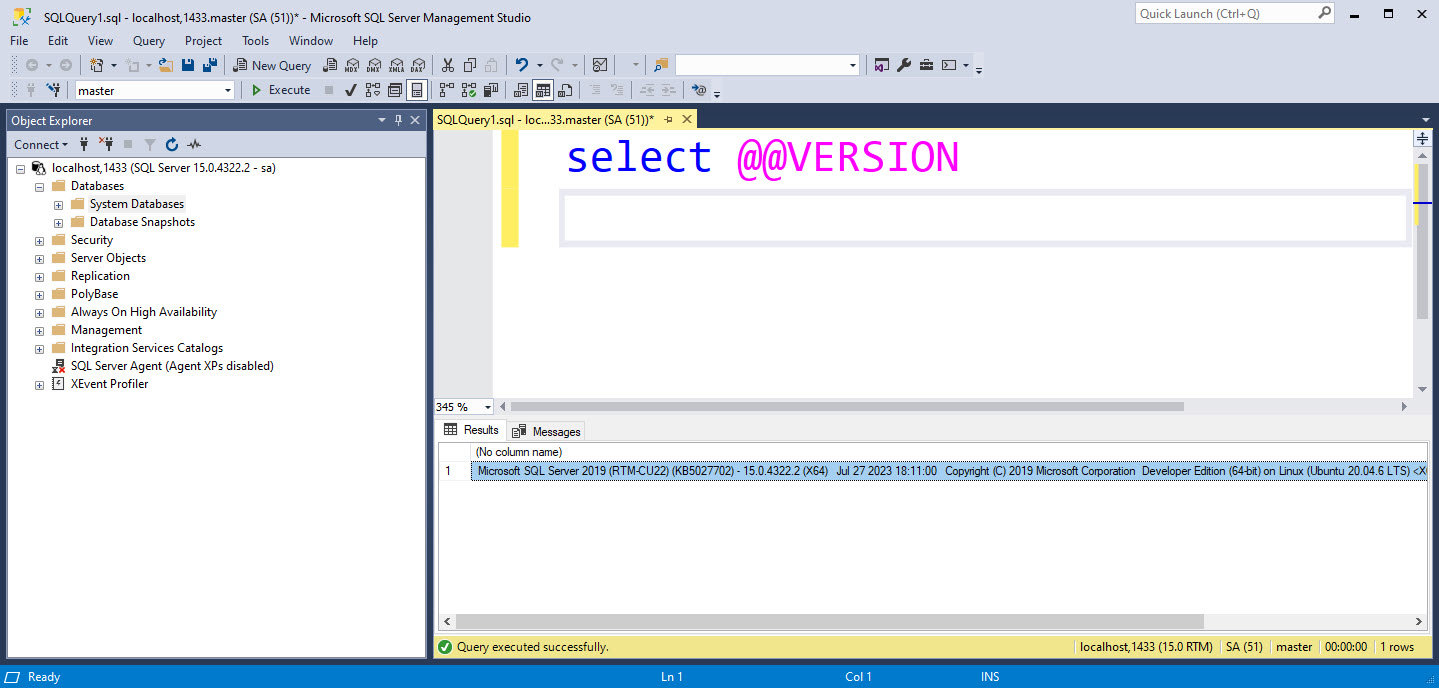 SQLQuery1.sql - localhost,1433.master (SA (51))* - Microsoft SQL Server Management Studio
Quick Launch (Ctrl+Q)
File Edit View Query Project Tools Window Help
New Query MDX DMX XMLA DAX
master Execute
Object Explorer
Connect
localhost,1433 (SQL Server 15.0.4322.2 - sa)
Databases
System Databases
Database Snapshots
Security
Server Objects
Replication
PolyBase
Always On High Availability
Management
Integration Services Catalogs
SQL Server Agent (Agent XPs disabled)
XEvent Profiler
SQLQuery1.sql - loc...33.master (SA (51))*
select @@VERSION
345 %
Results Messages
(No column name)
1 Microsoft SQL Server 2019 (RTM-CU22) (KB5027702) - 15.0.4322.2 (X64) Jul 27 2023 18:11:00 Copyright (C) 2019 Microsoft Corporation Developer Edition (64-bit) on Linux (Ubuntu 20.04.6 LTS) <X
Query executed successfully.
localhost,1433 (15.0 RTM) SA (51) master 00:00:00 1 rows
Ready Ln 1 Col 1 INS